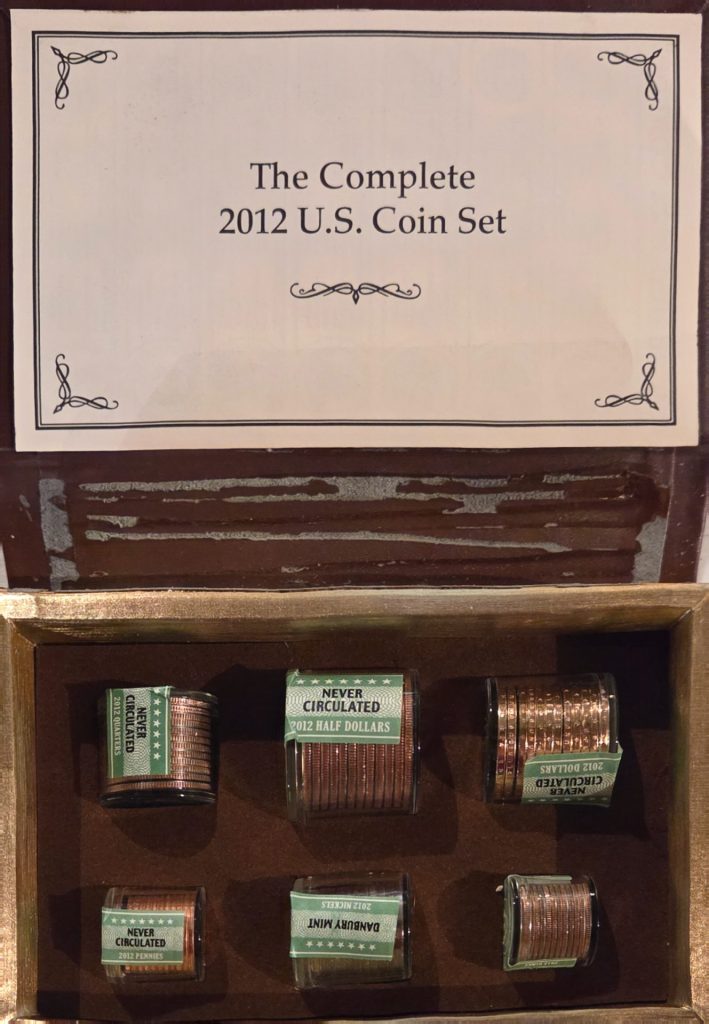 The Complete
2012 U.S. Coin Set
NEVER
CIRCULATED
2012 QUARTERS
NEVER
CIRCULATED
2012 HALF DOLLARS
NEVER
CIRCULATED
2012 DOLLARS
NEVER
CIRCULATED
2012 PENNIES
DANBURY MINT
2012 NICKELS